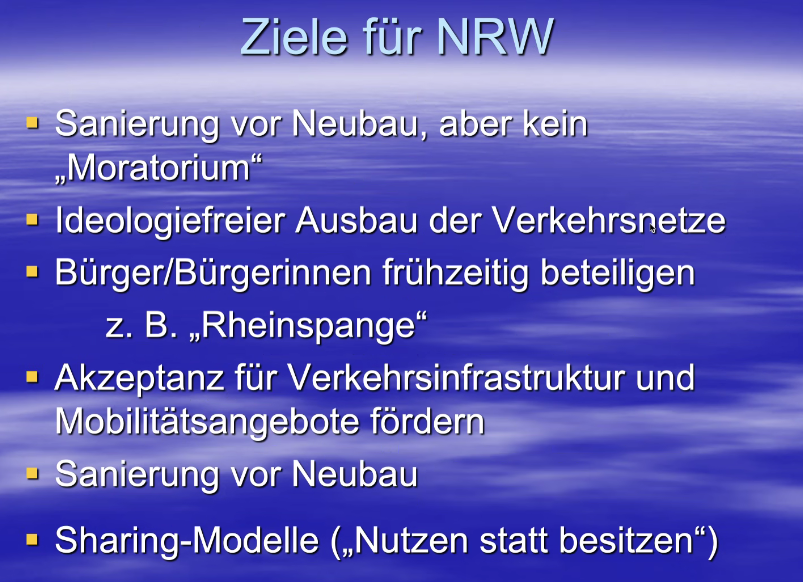 Ziele für NRW
Sanierung vor Neubau, aber kein
„Moratorium“
Ideologiefreier Ausbau der Verkehrsnetze
Bürger/Bürgerinnen frühzeitig beteiligen
z. B. „Rheinspange“
Akzeptanz für Verkehrsinfrastruktur und
Mobilitätsangebote fördern
Sanierung vor Neubau
Sharing-Modelle („Nutzen statt besitzen“)